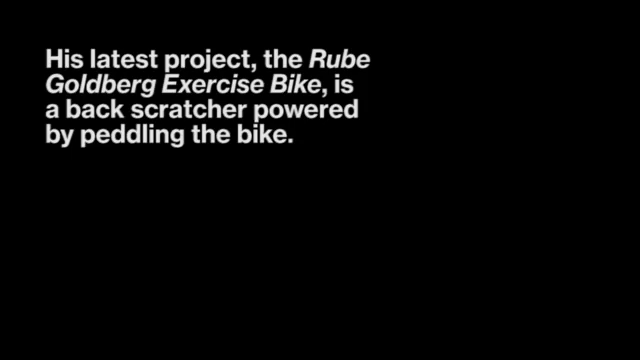 His latest project, the Rube
Goldberg Exercise Bike, is
a back scratcher powered
by peddling the bike.